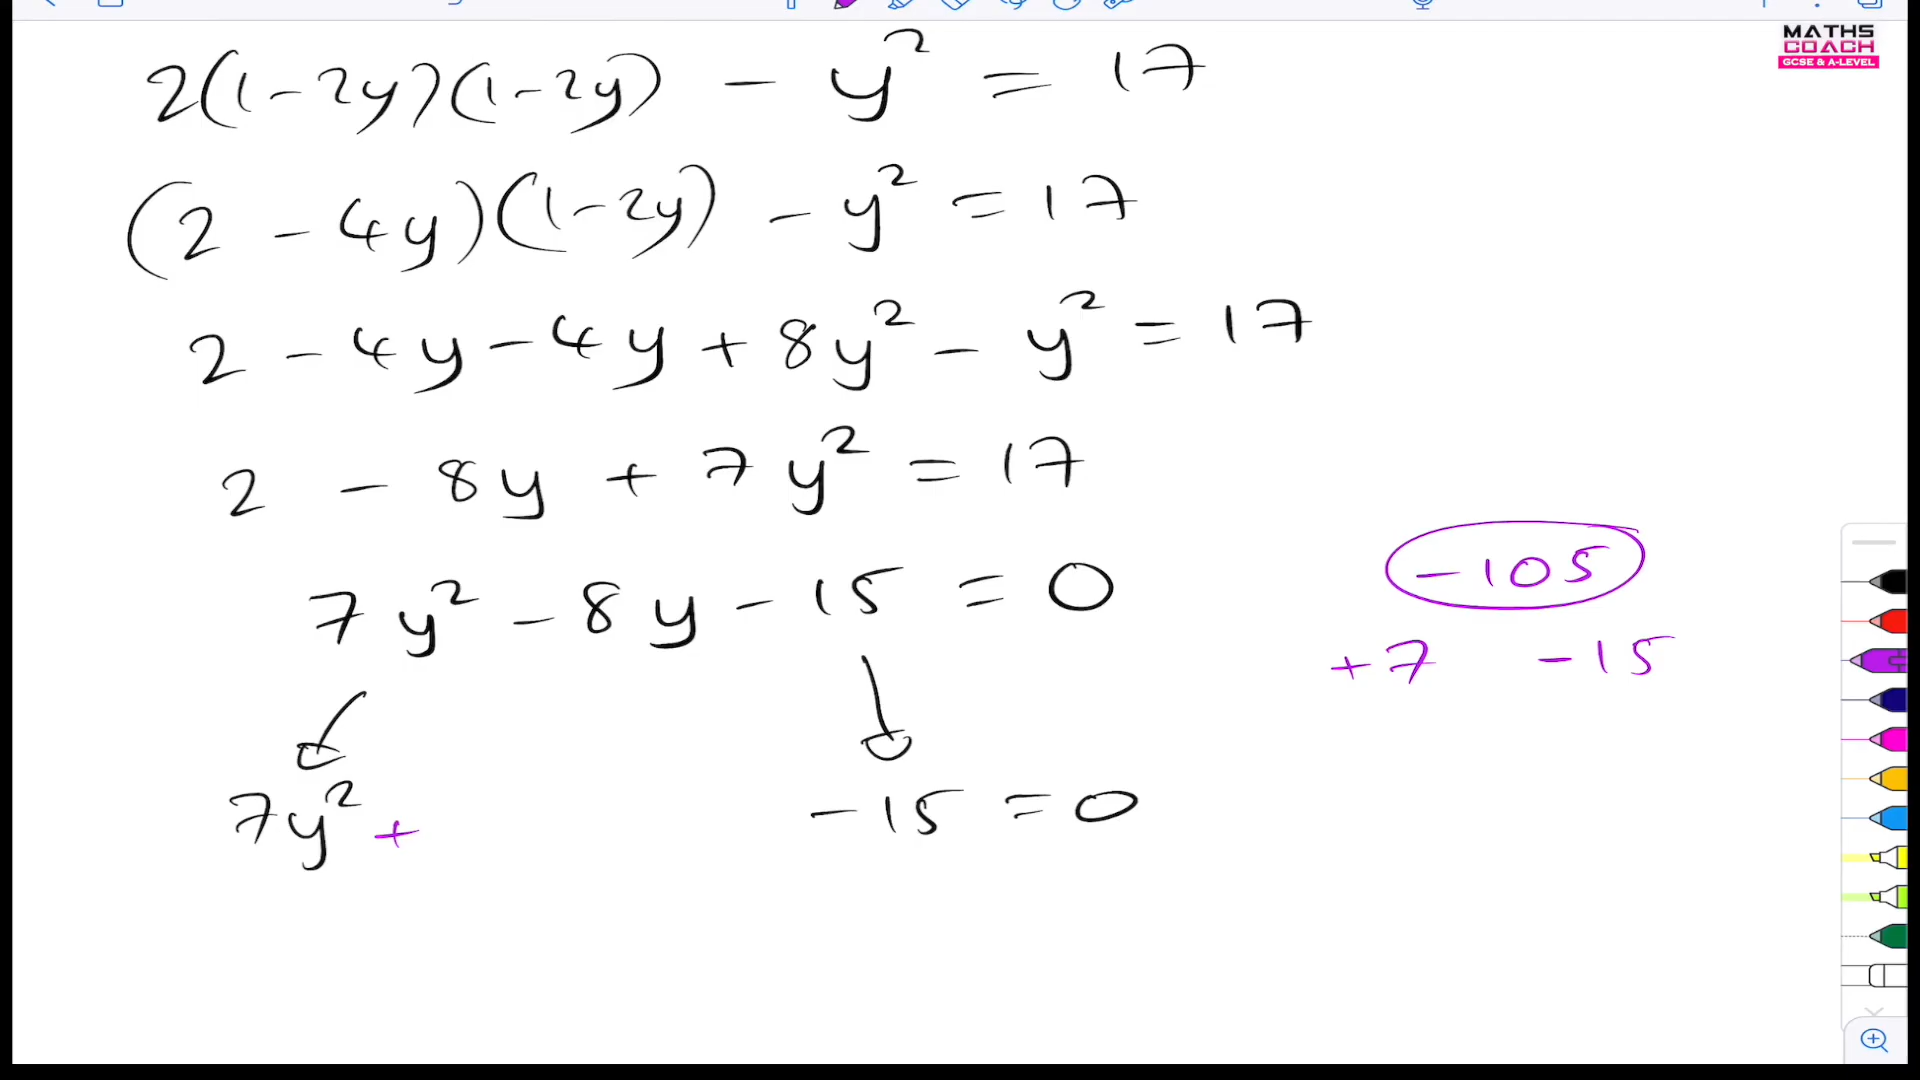 MATHS
COACH
GCSE & A-LEVEL
2(1-2y)(1-2y) - y² = 17
(2 - 4y)(1-2y) - y² = 17
2 - 4y - 4y + 8y² - y² = 17
2 - 8y + 7y² = 17
7y² - 8y - 15 = 0
-105
+7 -15
7y² + -15 = 0